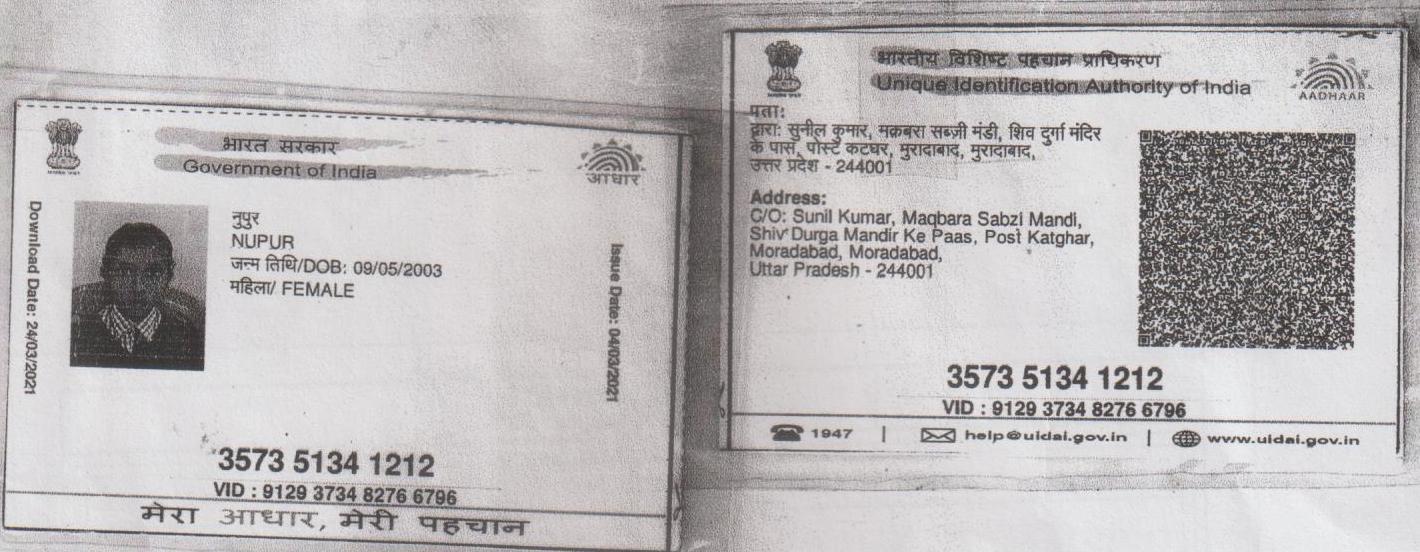 भारत सरकार
Government of India
आधार
Download Date: 24/03/2021
नुपुर
NUPUR
जन्म तिथि/DOB: 09/05/2003
महिला/ FEMALE
Issue Date: 04/03/2021
3573 5134 1212
VID : 9129 3734 8276 6796
मेरा आधार, मेरी पहचान
भारतीय विशिष्ट पहचान प्राधिकरण
Unique Identification Authority of India
AADHAAR
पता:
द्वारा: सुनील कुमार, मक़बरा सब्ज़ी मंडी, शिव दुर्गा मंदिर
के पास, पोस्ट कटघर, मुरादाबाद, मुरादाबाद,
उत्तर प्रदेश - 244001
Address:
C/O: Sunil Kumar, Maqbara Sabzi Mandi,
Shiv Durga Mandir Ke Paas, Post Katghar,
Moradabad, Moradabad,
Uttar Pradesh - 244001
3573 5134 1212
VID : 9129 3734 8276 6796
1947 | help@uidai.gov.in | www.uidai.gov.in